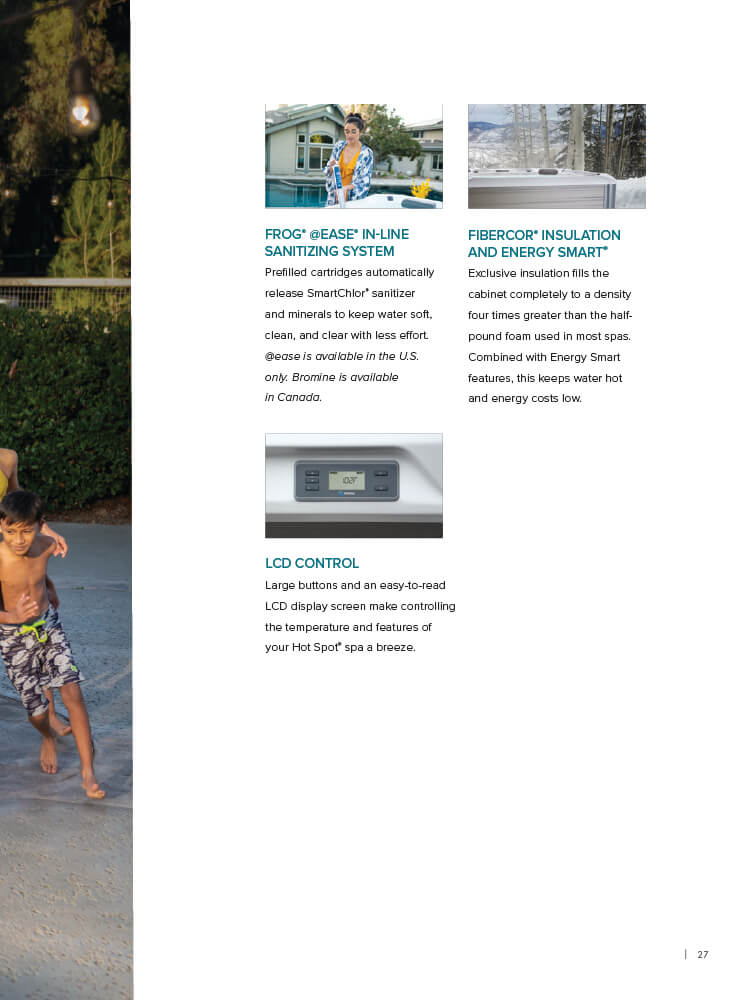 FROG® @EASE® IN-LINE
SANITIZING SYSTEM
Prefilled cartridges automatically
release SmartChlor® sanitizer
and minerals to keep water soft,
clean, and clear with less effort.
@ease is available in the U.S.
only. Bromine is available
in Canada.
FIBERCOR® INSULATION
AND ENERGY SMART®
Exclusive insulation fills the
cabinet completely to a density
four times greater than the half-
pound foam used in most spas.
Combined with Energy Smart
features, this keeps water hot
and energy costs low.
102F
LCD CONTROL
Large buttons and an easy-to-read
LCD display screen make controlling
the temperature and features of
your Hot Spot® spa a breeze.
| 27